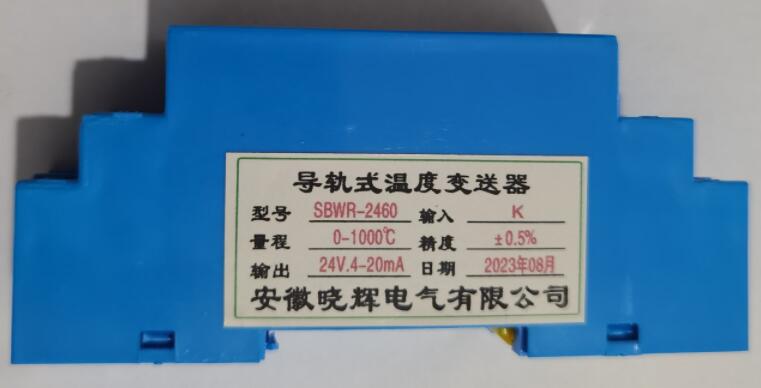 导轨式温度变送器
型号 SBWR-2460 输入 K
量程 0-1000℃ 精度 ±0.5%
输出 24V.4-20mA 日期 2023年08月
安徽晓辉电气有限公司